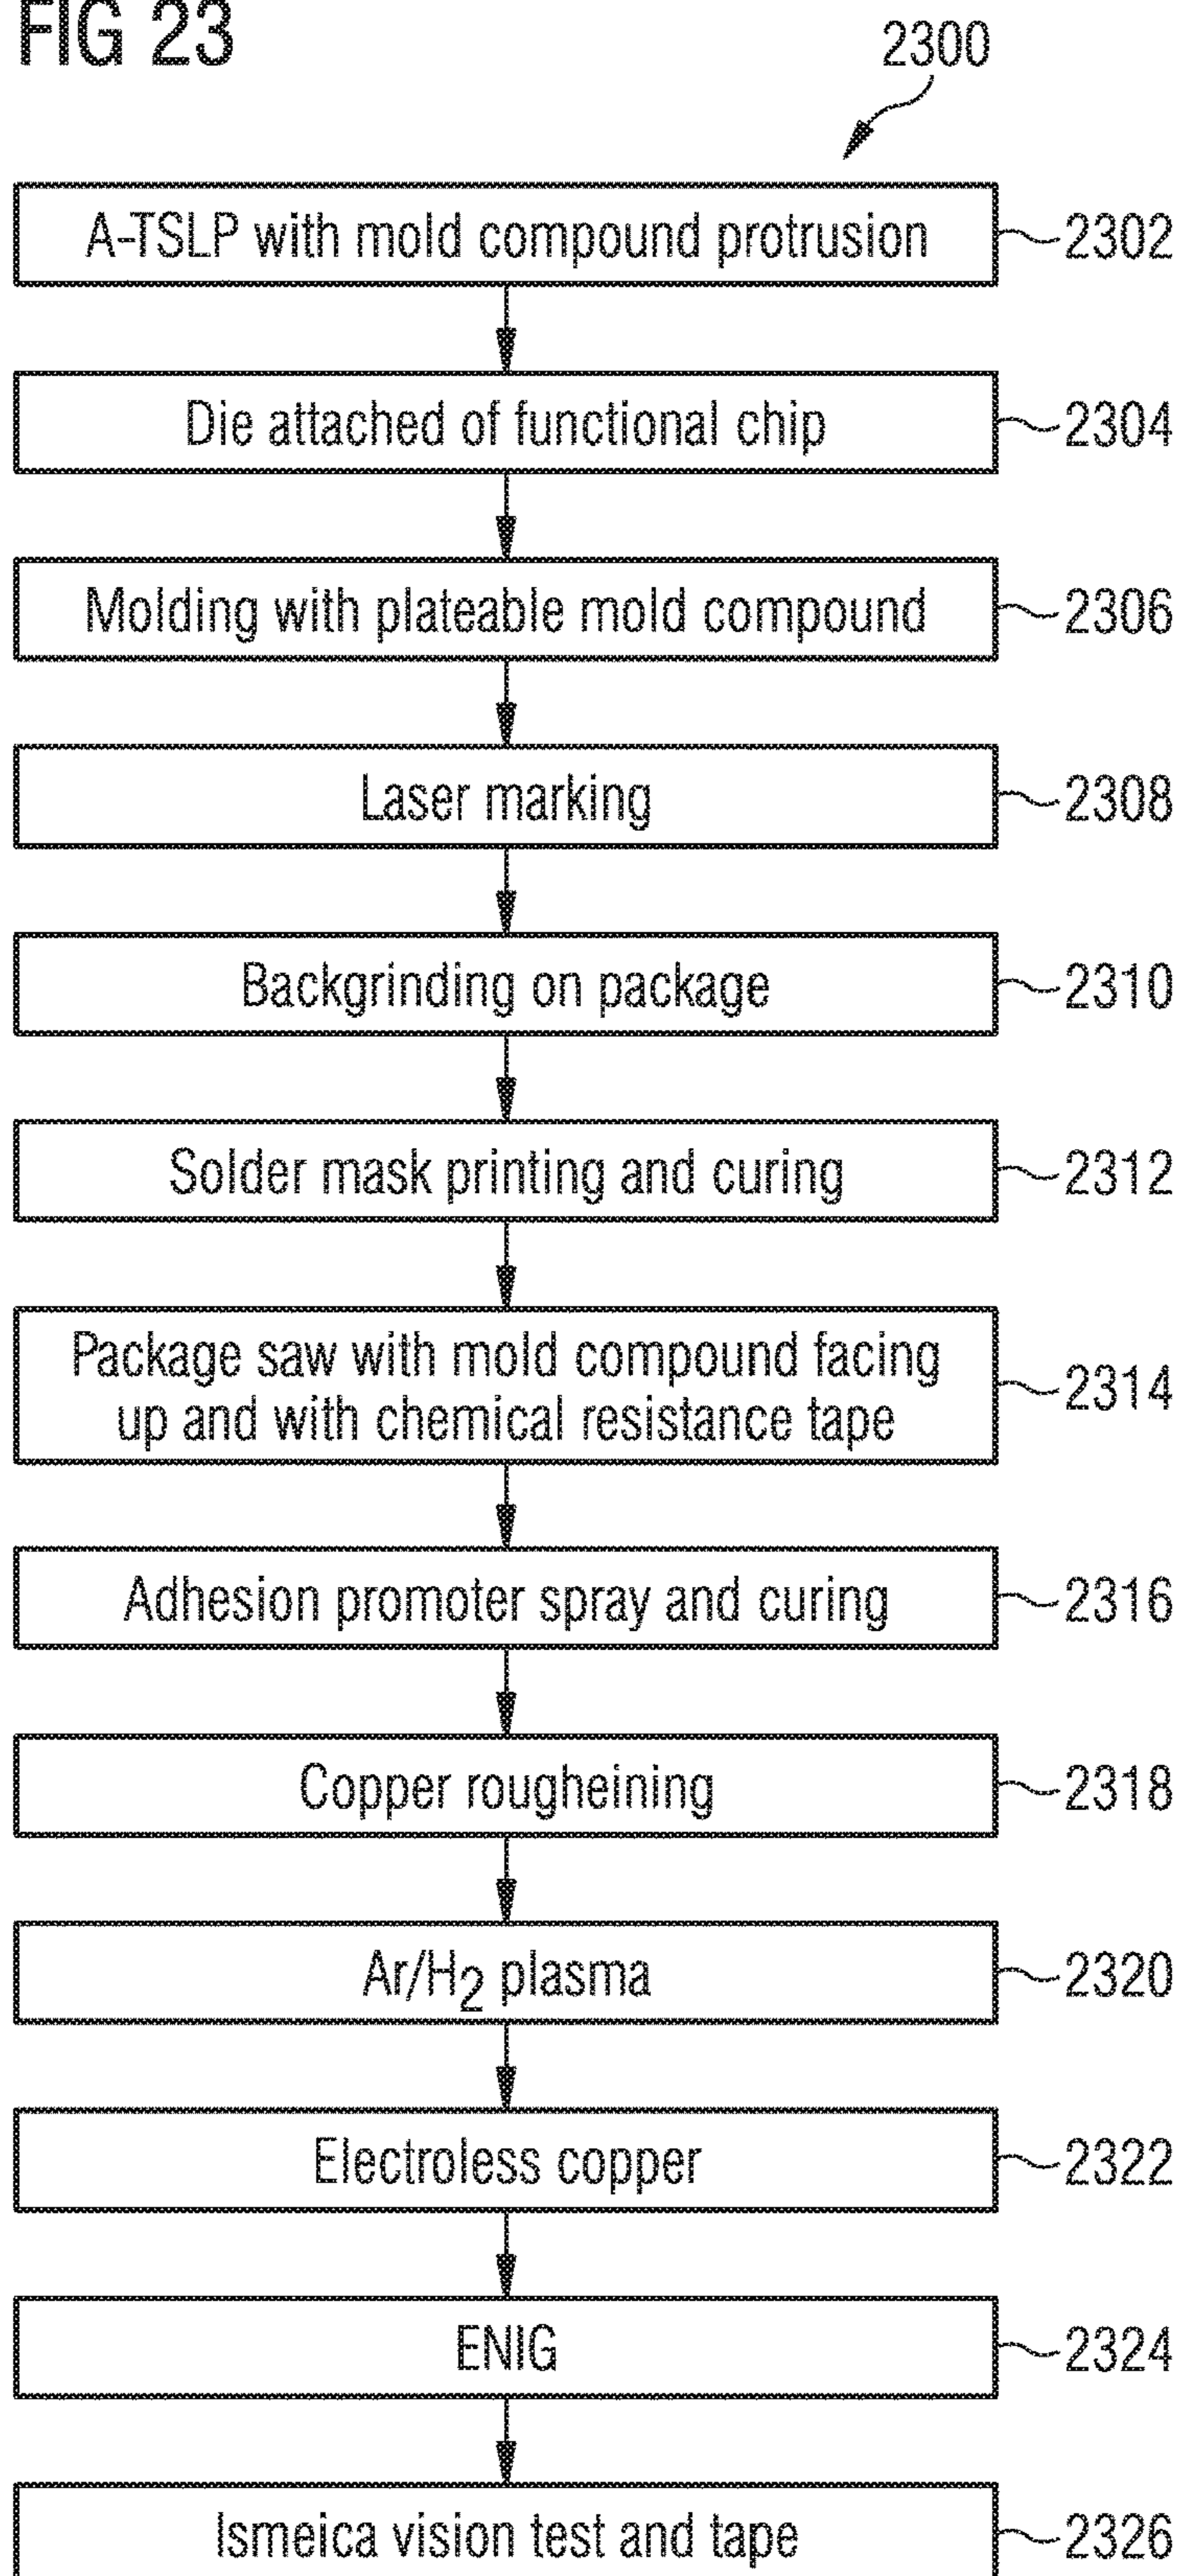 FIG 23
2300
A-TSLP with mold compound protrusion
2302
Die attached of functional chip
2304
Molding with plateable mold compound
2306
Laser marking
2308
Backgrinding on package
2310
Solder mask printing and curing
2312
Package saw with mold compound facing
up and with chemical resistance tape
2314
Adhesion promoter spray and curing
2316
Copper rougheining
2318
Ar/H2 plasma
2320
Electroless copper
2322
ENIG
2324
Ismeica vision test and tape
2326